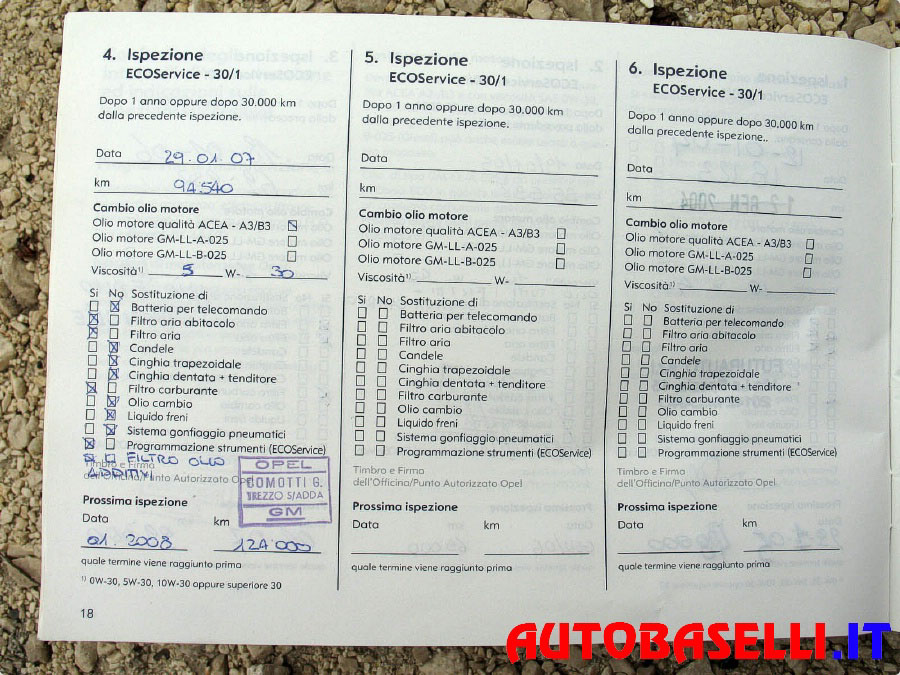 4. Ispezione
ECOService - 30/1
Dopo 1 anno oppure dopo 30.000 km
dalla precedente ispezione.
Data 29.01.07
km 94.540
Cambio olio motore
Olio motore qualità ACEA - A3/B3
Olio motore GM-LL-A-025
Olio motore GM-LL-B-025
Viscosità¹⁾ 5 W- 30
Si No Sostituzione di
Batteria per telecomando
Filtro aria abitacolo
Filtro aria
Candele
Cinghia trapezoidale
Cinghia dentata + tenditore
Filtro carburante
Olio cambio
Liquido freni
Sistema gonfiaggio pneumatici
Programmazione strumenti (ECOService)
FILTRO OLIO
Timbro e Firma
ADDITIVI
dell'Officina/Punto Autorizzato Opel
OPEL
BOMOTTI G.
TREZZO S/ADDA
GM
Prossima ispezione
Data km
01.2008 124.000
quale termine viene raggiunto prima
¹⁾ 0W-30, 5W-30, 10W-30 oppure superiore 30
18
5. Ispezione
ECOService - 30/1
Dopo 1 anno oppure dopo 30.000 km
dalla precedente ispezione.
Data
km
Cambio olio motore
Olio motore qualità ACEA - A3/B3
Olio motore GM-LL-A-025
Olio motore GM-LL-B-025
Viscosità¹⁾ W-
Si No Sostituzione di
Batteria per telecomando
Filtro aria abitacolo
Filtro aria
Candele
Cinghia trapezoidale
Cinghia dentata + tenditore
Filtro carburante
Olio cambio
Liquido freni
Sistema gonfiaggio pneumatici
Programmazione strumenti (ECOService)
Timbro e Firma
dell'Officina/Punto Autorizzato Opel
Prossima ispezione
Data km
quale termine viene raggiunto prima
6. Ispezione
ECOService - 30/1
Dopo 1 anno oppure dopo 30.000 km
dalla precedente ispezione..
Data
km
Cambio olio motore
Olio motore qualità ACEA - A3/B3
Olio motore GM-LL-A-025
Olio motore GM-LL-B-025
Viscosità¹⁾ W-
Si No Sostituzione di
Batteria per telecomando
Filtro aria abitacolo
Filtro aria
Candele
Cinghia trapezoidale
Cinghia dentata + tenditore
Filtro carburante
Olio cambio
Liquido freni
Sistema gonfiaggio pneumatici
Programmazione strumenti (ECOService)
Timbro e Firma
dell'Officina/Punto Autorizzato Opel
Prossima ispezione
Data km
quale termine viene raggiunto prima
AUTOBASELLI.IT